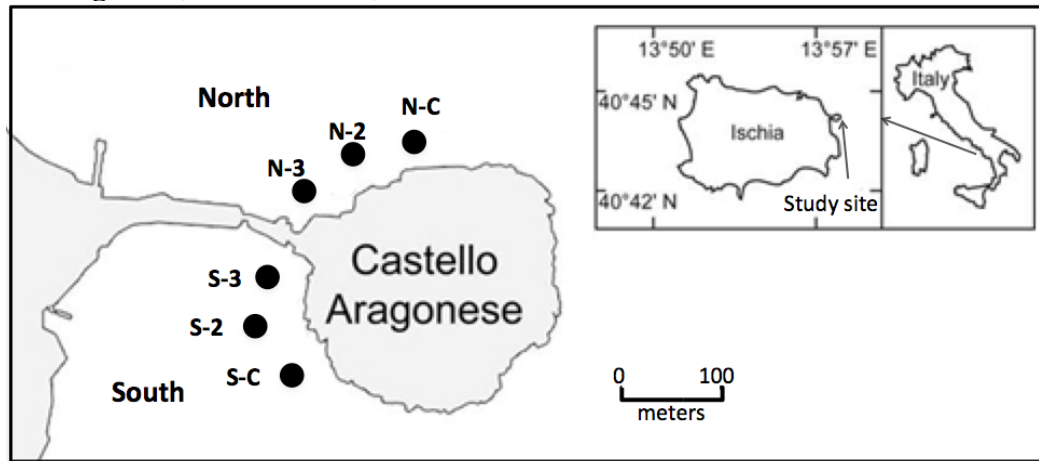 North
N-C
N-2
N-3
S-3
S-2
S-C
South
Castello
Aragonese
0 100
meters
13°50' E 13°57' E
40°45' N
40°42' N
Ischia
Study site
Italy